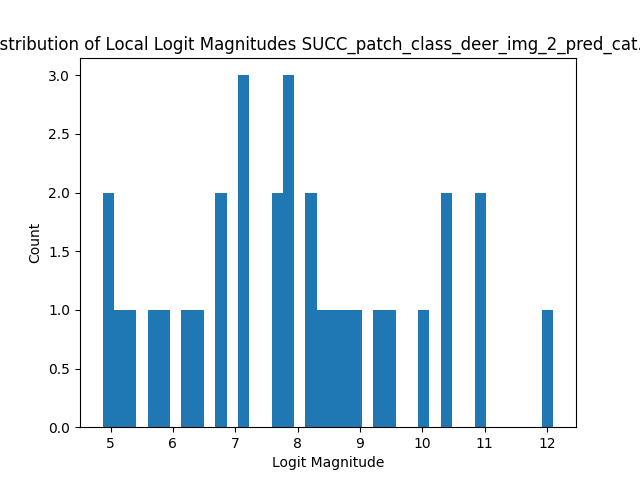 stribution of Local Logit Magnitudes SUCC_patch_class_deer_img_2_pred_cat.
3.0
2.5
2.0
1.5
1.0
0.5
0.0
Count
5 6 7 8 9 10 11 12
Logit Magnitude